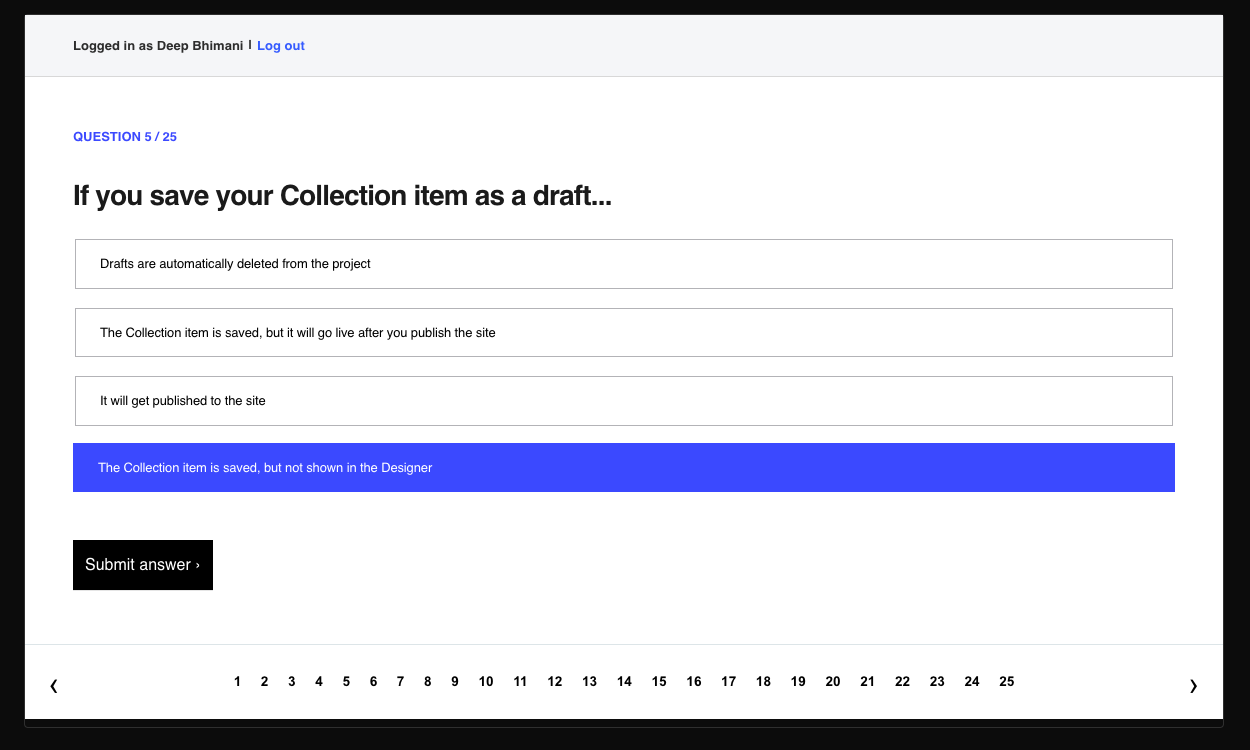 Logged in as Deep Bhimani | Log out
QUESTION 5 / 25
If you save your Collection item as a draft...
Drafts are automatically deleted from the project
The Collection item is saved, but it will go live after you publish the site
It will get published to the site
The Collection item is saved, but not shown in the Designer
Submit answer ›
❮ 1 2 3 4 5 6 7 8 9 10 11 12 13 14 15 16 17 18 19 20 21 22 23 24 25 ❯